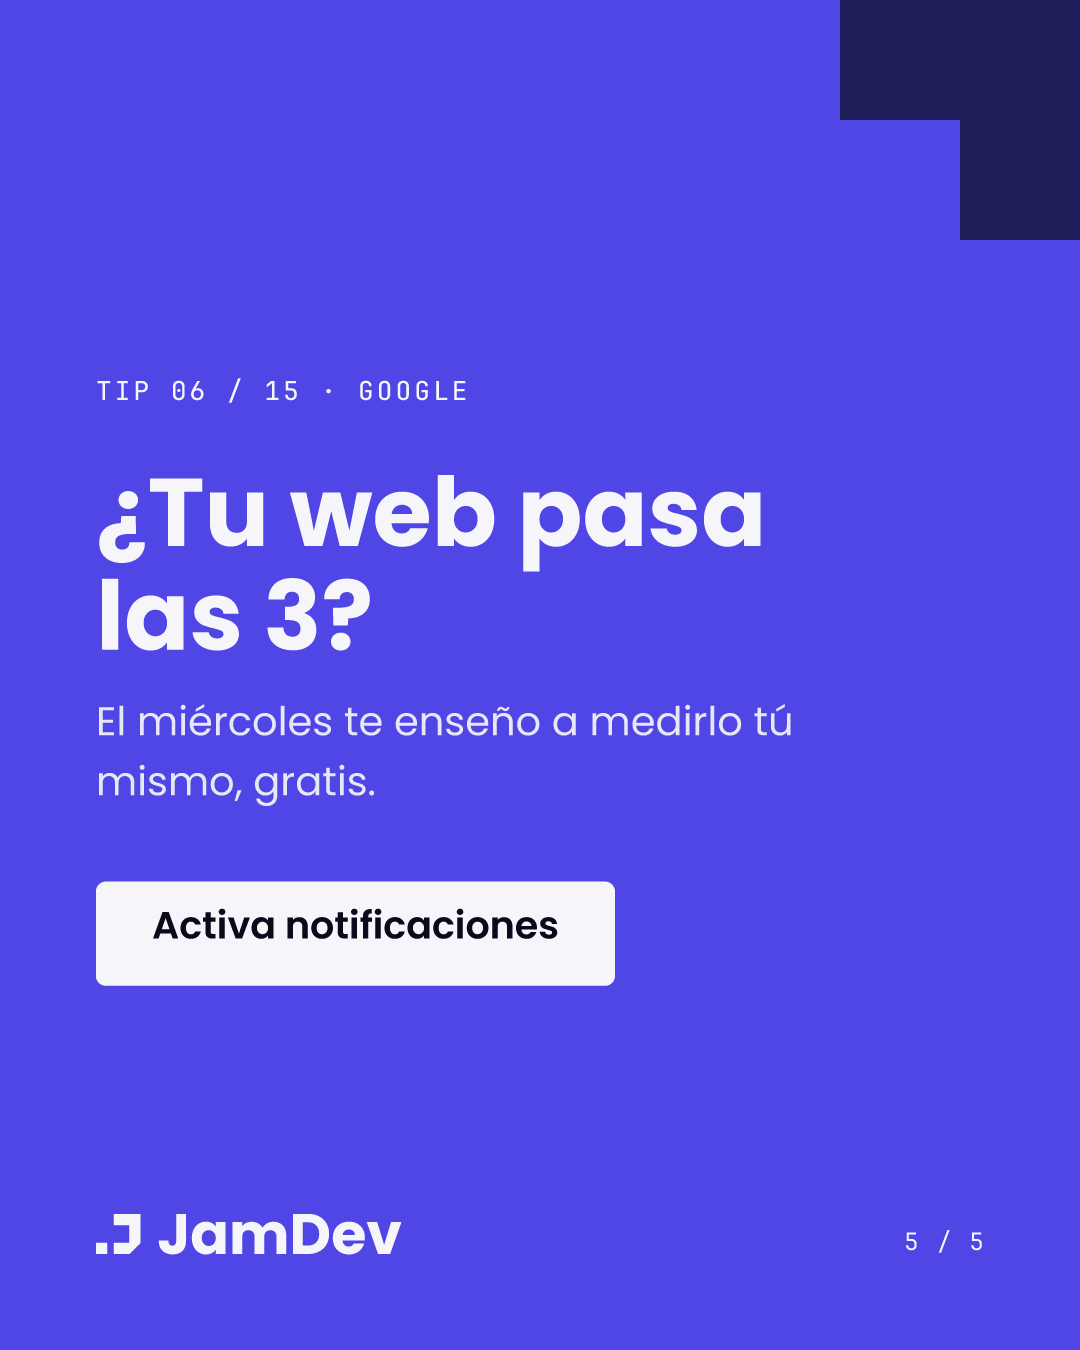 TIP 06 / 15 · GOOGLE
¿Tu web pasa
las 3?
El miércoles te enseño a medirlo tú
mismo, gratis.
Activa notificaciones
JamDev
5 / 5